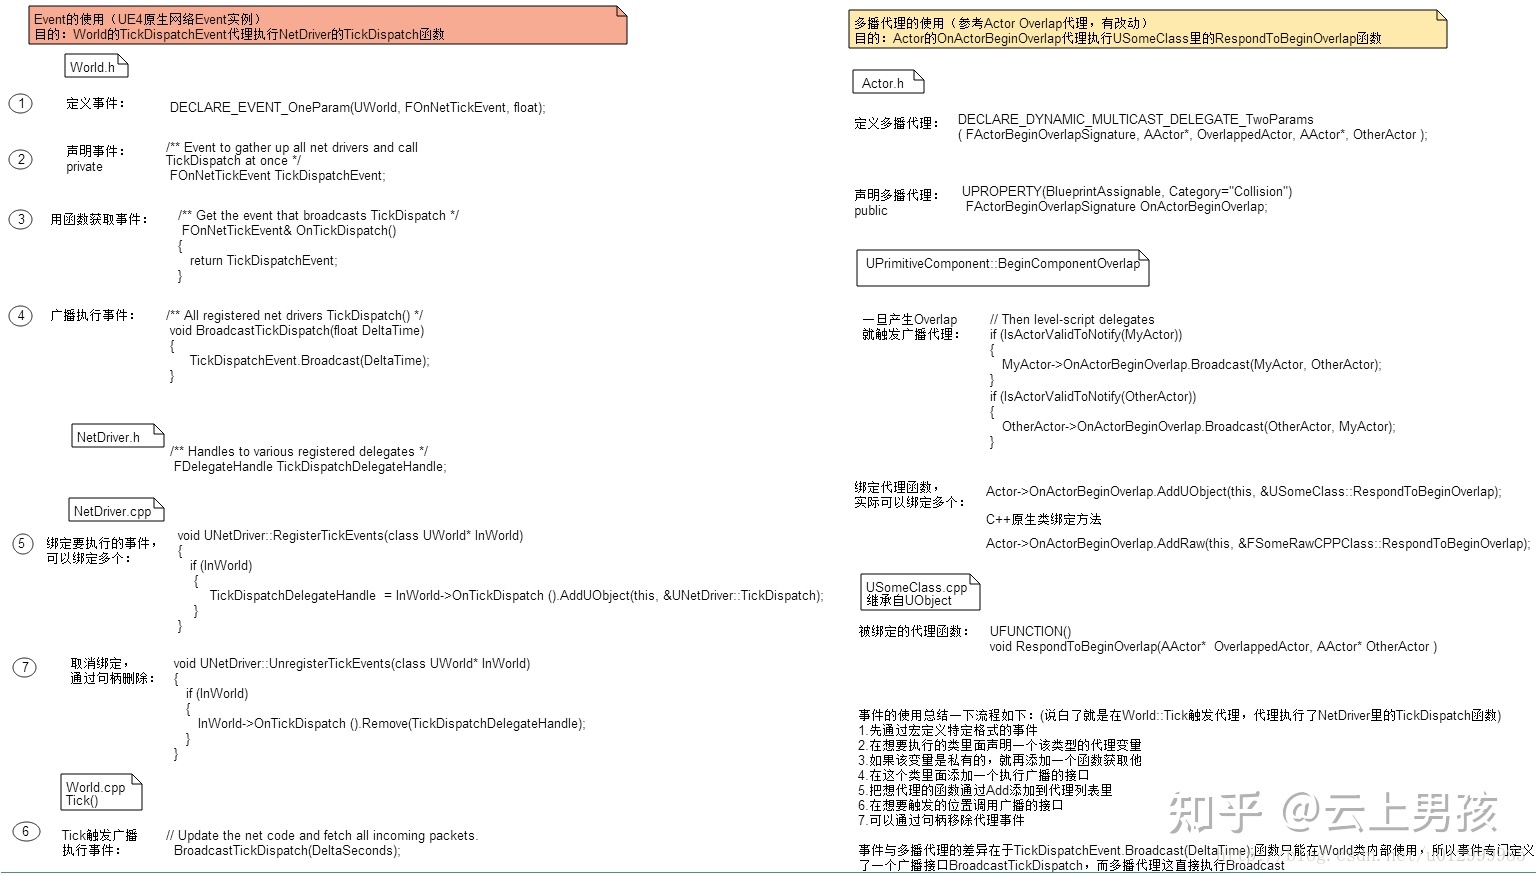 Event的使用（UE4原生网络Event实例）
目的：World的TickDispatchEvent代理执行NetDriver的TickDispatch函数
World.h
1
定义事件：
DECLARE_EVENT_OneParam(UWorld, FOnNetTickEvent, float);
2
声明事件：
private
/** Event to gather up all net drivers and call
TickDispatch at once */
FOnNetTickEvent TickDispatchEvent;
3
用函数获取事件：
/** Get the event that broadcasts TickDispatch */
FOnNetTickEvent& OnTickDispatch()
{
return TickDispatchEvent;
}
4
广播执行事件：
/** All registered net drivers TickDispatch() */
void BroadcastTickDispatch(float DeltaTime)
{
TickDispatchEvent.Broadcast(DeltaTime);
}
NetDriver.h
/** Handles to various registered delegates */
FDelegateHandle TickDispatchDelegateHandle;
NetDriver.cpp
5
绑定要执行的事件，
可以绑定多个：
void UNetDriver::RegisterTickEvents(class UWorld* InWorld)
{
if (InWorld)
{
TickDispatchDelegateHandle = InWorld->OnTickDispatch ().AddUObject(this, &UNetDriver::TickDispatch);
}
}
7
取消绑定，
通过句柄删除：
void UNetDriver::UnregisterTickEvents(class UWorld* InWorld)
{
if (InWorld)
{
InWorld->OnTickDispatch ().Remove(TickDispatchDelegateHandle);
}
}
World.cpp
Tick()
6
Tick触发广播
执行事件：
// Update the net code and fetch all incoming packets.
BroadcastTickDispatch(DeltaSeconds);
多播代理的使用（参考Actor Overlap代理，有改动）
目的：Actor的OnActorBeginOverlap代理执行USomeClass里的RespondToBeginOverlap函数
Actor.h
定义多播代理：
DECLARE_DYNAMIC_MULTICAST_DELEGATE_TwoParams
( FActorBeginOverlapSignature, AActor*, OverlappedActor, AActor*, OtherActor );
声明多播代理：
public
UPROPERTY(BlueprintAssignable, Category="Collision")
FActorBeginOverlapSignature OnActorBeginOverlap;
UPrimitiveComponent::BeginComponentOverlap
一旦产生Overlap
就触发广播代理：
// Then level-script delegates
if (IsActorValidToNotify(MyActor))
{
MyActor->OnActorBeginOverlap.Broadcast(MyActor, OtherActor);
}
if (IsActorValidToNotify(OtherActor))
{
OtherActor->OnActorBeginOverlap.Broadcast(OtherActor, MyActor);
}
绑定代理函数，
实际可以绑定多个：
Actor->OnActorBeginOverlap.AddUObject(this, &USomeClass::RespondToBeginOverlap);
C++原生类绑定方法
Actor->OnActorBeginOverlap.AddRaw(this, &FSomeRawCPPClass::RespondToBeginOverlap);
USomeClass.cpp
继承自UObject
被绑定的代理函数：
UFUNCTION()
void RespondToBeginOverlap(AActor* OverlappedActor, AActor* OtherActor )
事件的使用总结一下流程如下：(说白了就是在World::Tick触发代理，代理执行了NetDriver里的TickDispatch函数)
1.先通过宏定义特定格式的事件
2.在想要执行的类里面声明一个该类型的代理变量
3.如果该变量是私有的，就再添加一个函数获取他
4.在这个类里面添加一个执行广播的接口
5.把想代理的函数通过Add添加到代理列表里
6.在想要触发的位置调用广播的接口
7.可以通过句柄移除代理事件
事件与多播代理的差异在于TickDispatchEvent.Broadcast(DeltaTime);函数只能在World类内部使用，所以事件专门定义
了一个广播接口BroadcastTickDispatch，而多播代理这直接执行Broadcast
知乎 @云上男孩